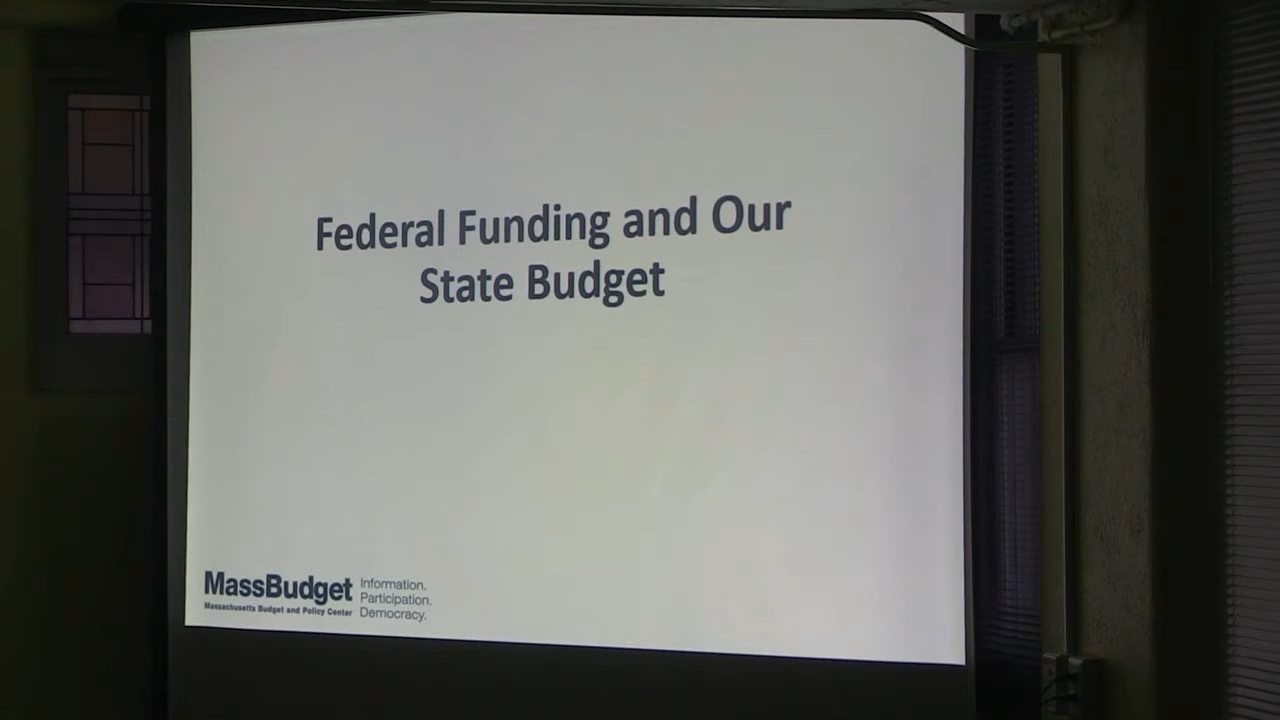 Federal Funding and Our
State Budget
MassBudget
Massachusetts Budget and Policy Center
Information.
Participation.
Democracy.